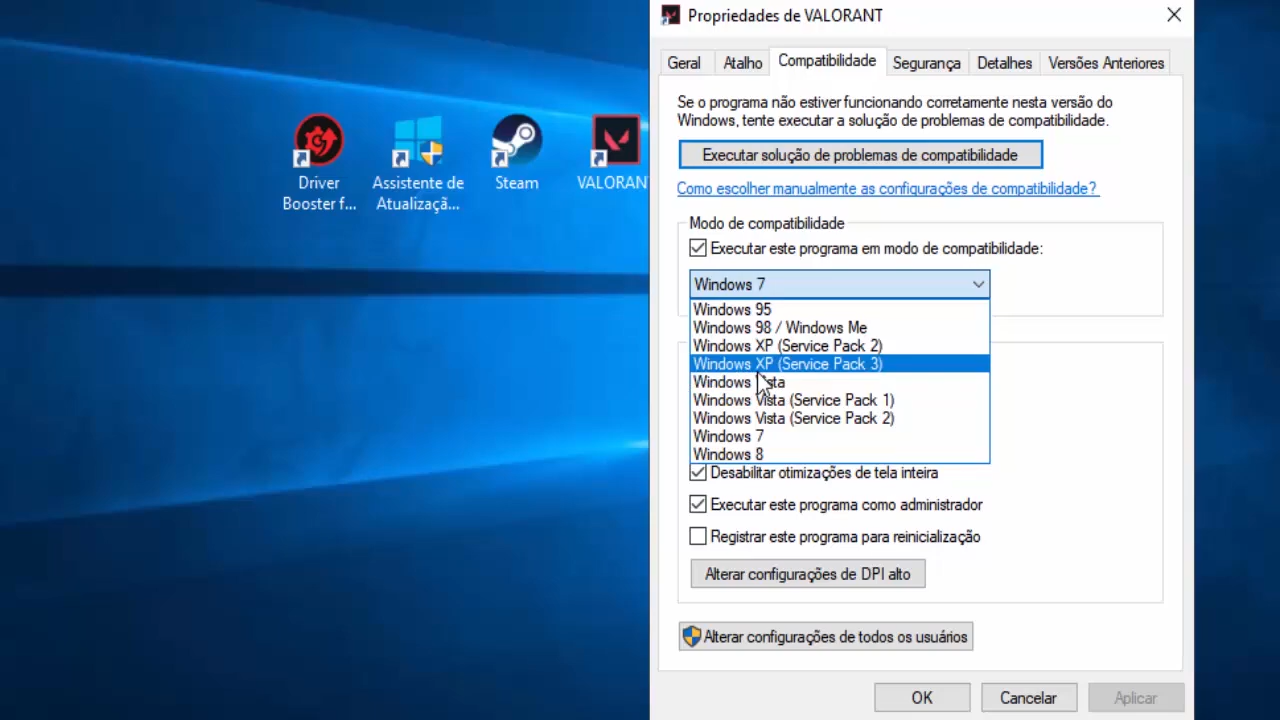 Propriedades de VALORANT
Geral Atalho Compatibilidade Segurança Detalhes Versões Anteriores
Se o programa não estiver funcionando corretamente nesta versão do
Windows, tente executar a solução de problemas de compatibilidade.
Executar solução de problemas de compatibilidade
Como escolher manualmente as configurações de compatibilidade?
Modo de compatibilidade
Executar este programa em modo de compatibilidade:
Windows 7
Windows 95
Windows 98 / Windows Me
Windows XP (Service Pack 2)
Windows XP (Service Pack 3)
Windows Vista
Windows Vista (Service Pack 1)
Windows Vista (Service Pack 2)
Windows 7
Windows 8
Desabilitar otimizações de tela inteira
Executar este programa como administrador
Registrar este programa para reinicialização
Alterar configurações de DPI alto
Alterar configurações de todos os usuários
OK Cancelar Aplicar
Driver
Booster f...
Assistente de
Atualizaçã...
Steam
VALORAN